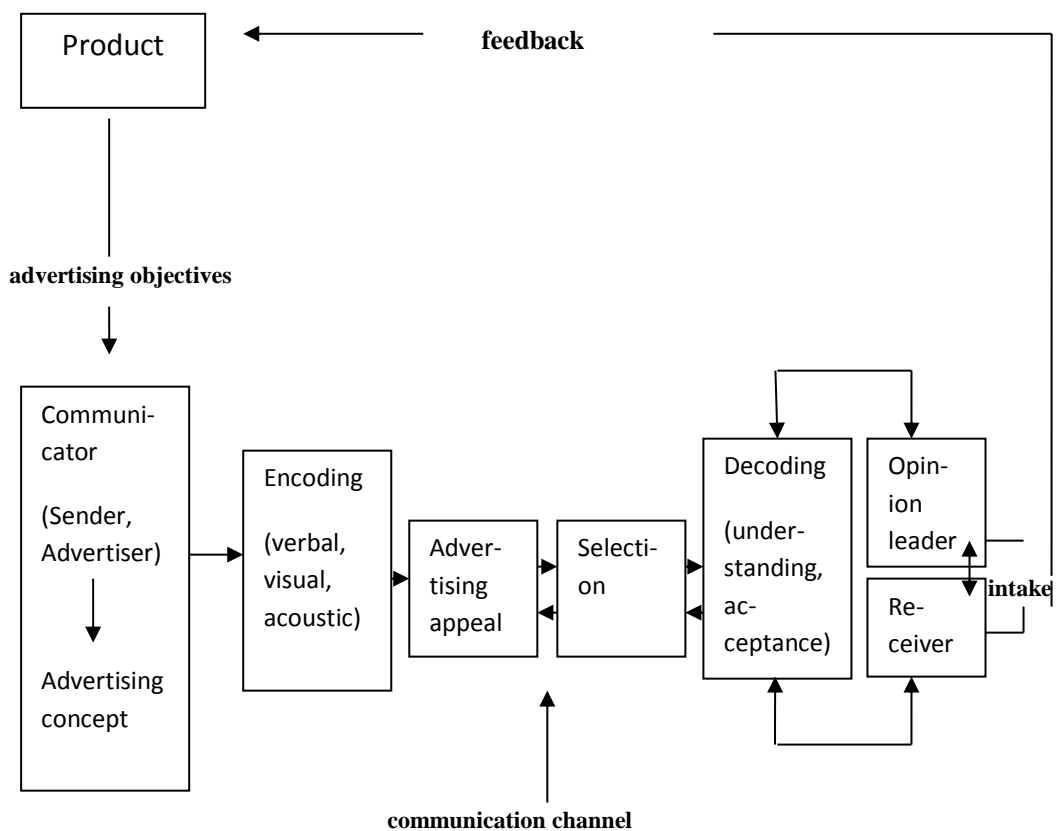 Product
feedback
advertising objectives
Communi-
cator
(Sender,
Advertiser)
Advertising
concept
Encoding
(verbal,
visual,
acoustic)
Adver-
tising
appeal
Selecti-
on
Decoding
(under-
standing,
ac-
ceptance)
Opin-
ion
leader
Re-
ceiver
intake
communication channel